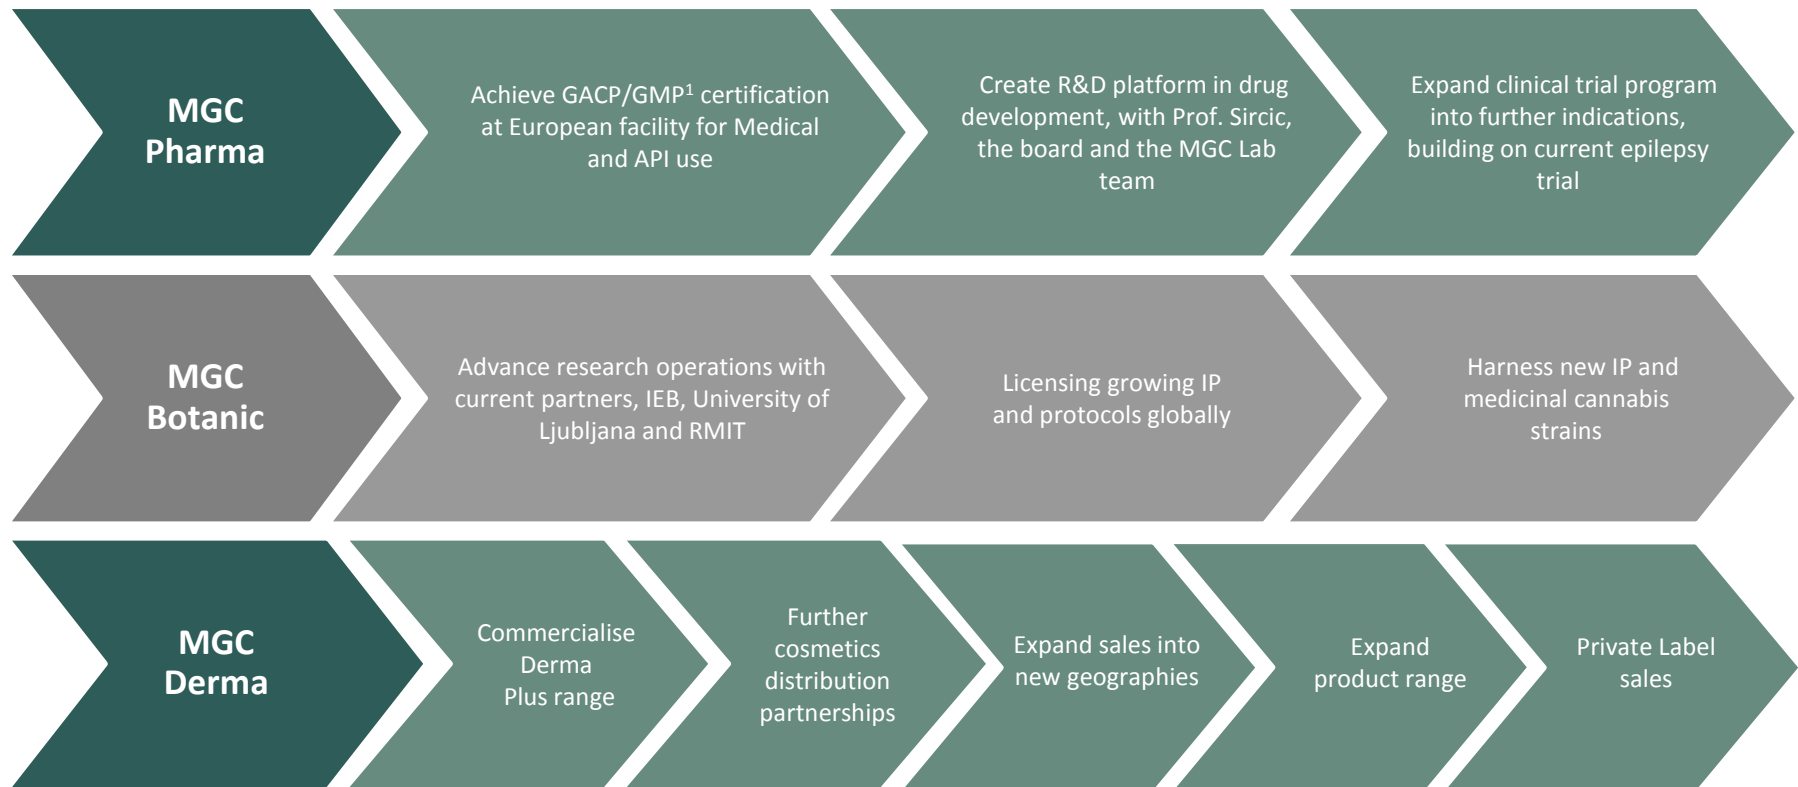 MGC
Pharma
Achieve GACP/GMP¹ certification
at European facility for Medical
and API use
Create R&D platform in drug
development, with Prof. Sircic,
the board and the MGC Lab
team
Expand clinical trial program
into further indications,
building on current epilepsy
trial
MGC
Botanic
Advance research operations with
current partners, IEB, University of
Ljubljana and RMIT
Licensing growing IP
and protocols globally
Harness new IP and
medicinal cannabis
strains
MGC
Derma
Commercialise
Derma
Plus range
Further
cosmetics
distribution
partnerships
Expand sales into
new geographies
Expand
product range
Private Label
sales